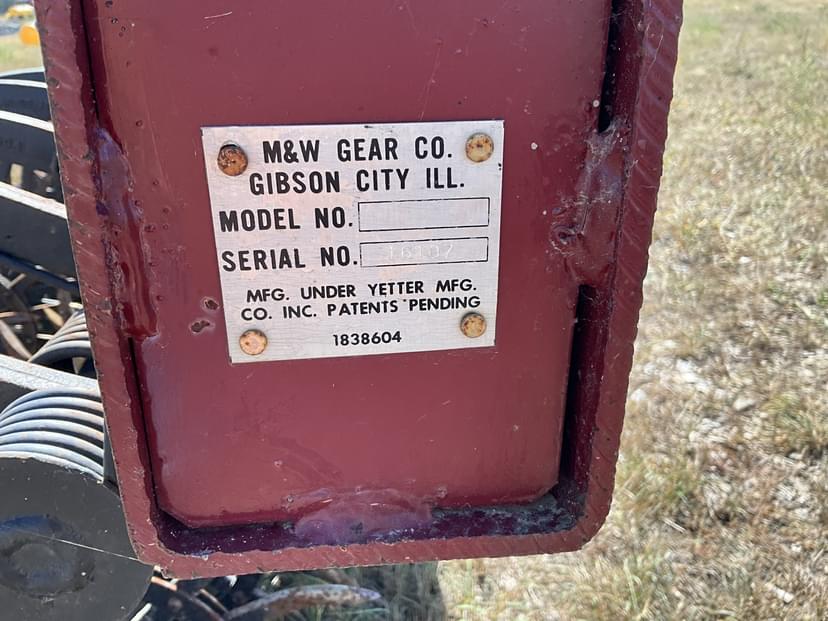 M&W GEAR CO.
GIBSON CITY ILL.
MODEL NO.
SERIAL NO.
MFG. UNDER YETTER MFG.
CO. INC. PATENTS PENDING
1838604